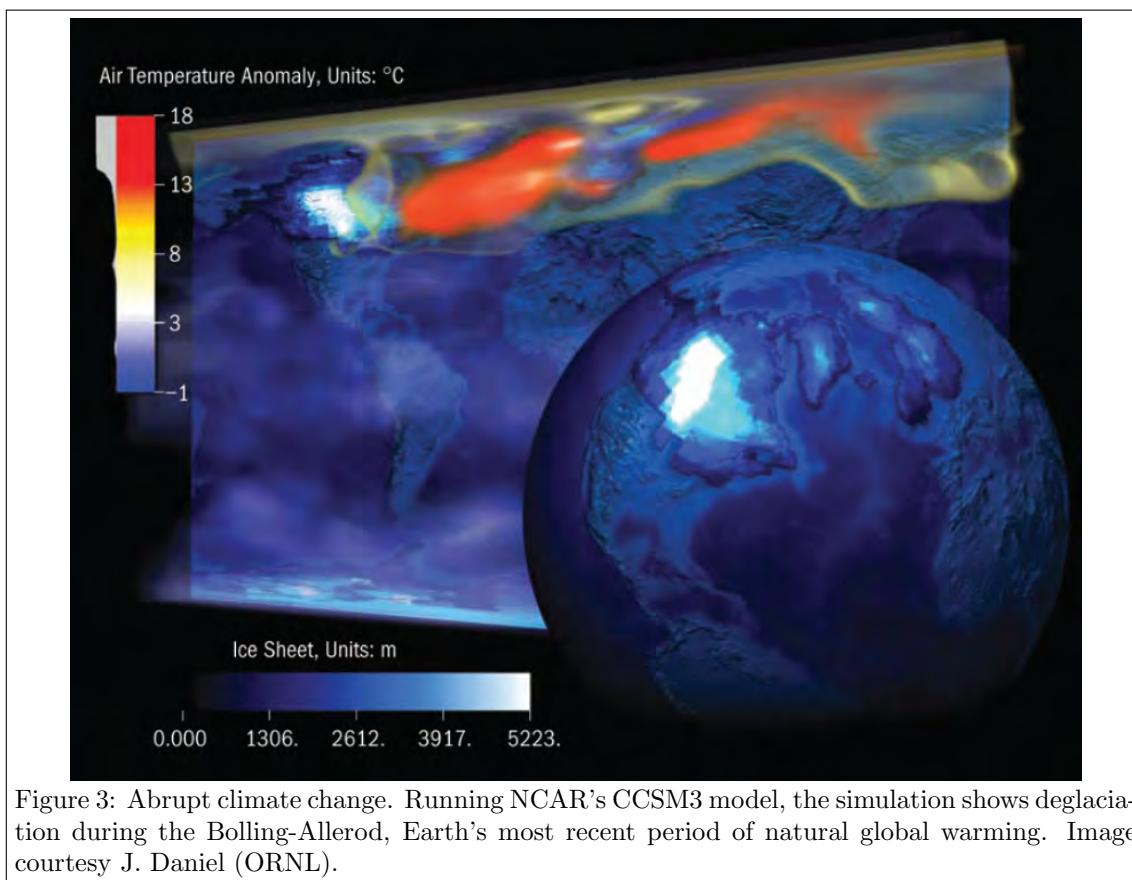 Air Temperature Anomaly, Units: °C
18
13
8
3
-1
Ice Sheet, Units: m
0.000 1306. 2612. 3917. 5223.
Figure 3: Abrupt climate change. Running NCAR's CCSM3 model, the simulation shows deglacia-
tion during the Bolling-Allerod, Earth's most recent period of natural global warming. Image
courtesy J. Daniel (ORNL).